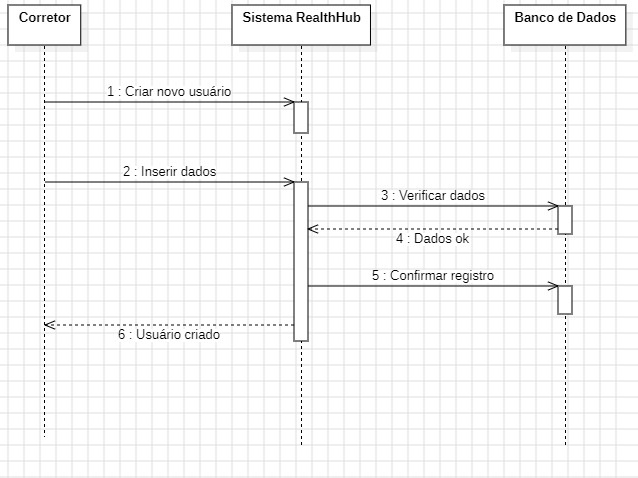 Corretor
Sistema RealthHub
Banco de Dados
1 : Criar novo usuário
2 : Inserir dados
3 : Verificar dados
4 : Dados ok
5 : Confirmar registro
6 : Usuário criado